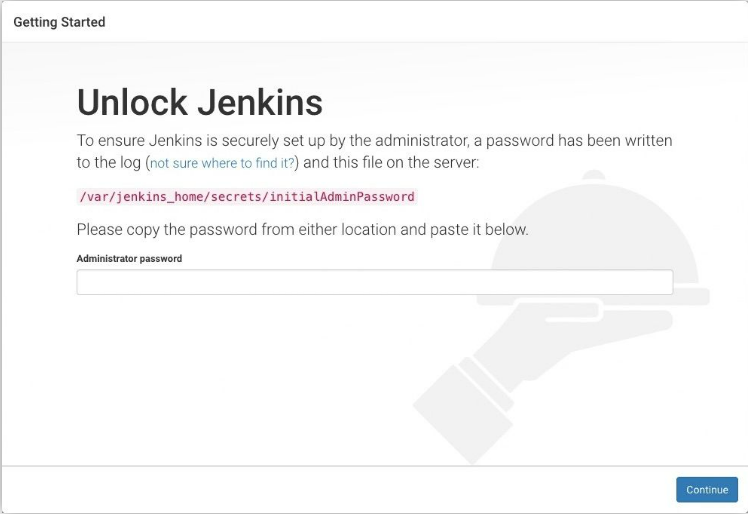 Getting Started
Unlock Jenkins
To ensure Jenkins is securely set up by the administrator, a password has been written
to the log (not sure where to find it?) and this file on the server:
/var/jenkins_home/secrets/initialAdminPassword
Please copy the password from either location and paste it below.
Administrator password
Continue